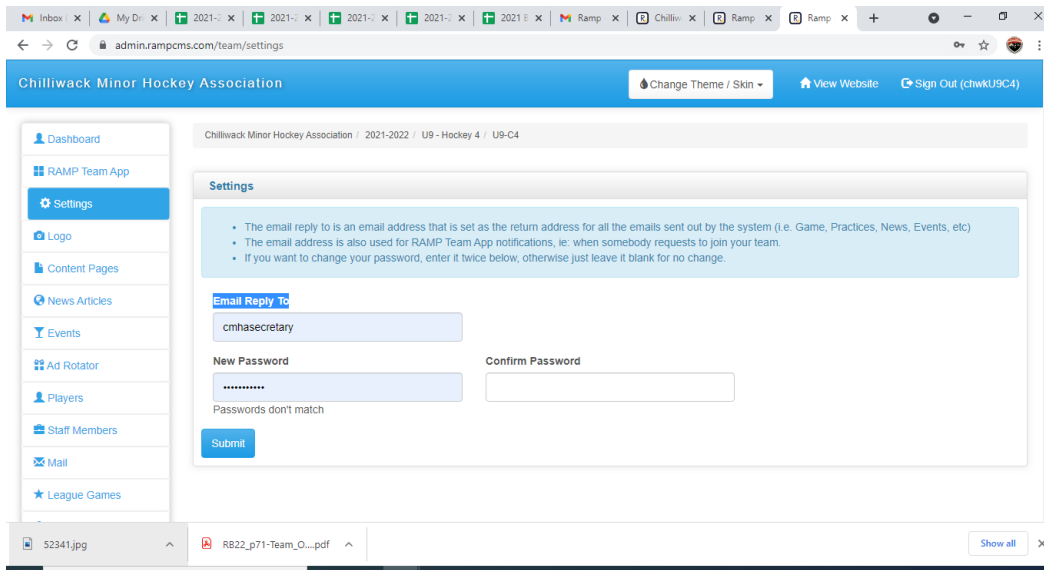 Inbox
My Dri
2021-2
2021-2
2021-2
2021-2
2021 B
Ramp
Chilliw
Ramp
Ramp
admin.rampcms.com/team/settings
Chilliwack Minor Hockey Association
Change Theme / Skin
View Website
Sign Out (chwkU9C4)
Dashboard
RAMP Team App
Settings
Logo
Content Pages
News Articles
Events
Ad Rotator
Players
Staff Members
Mail
League Games
Chilliwack Minor Hockey Association / 2021-2022 / U9 - Hockey 4 / U9-C4
Settings
• The email reply to is an email address that is set as the return address for all the emails sent out by the system (i.e. Game, Practices, News, Events, etc)
• The email address is also used for RAMP Team App notifications, ie: when somebody requests to join your team.
• If you want to change your password, enter it twice below, otherwise just leave it blank for no change.
Email Reply To
cmhasecretary
New Password
Confirm Password
•••••••••••
Passwords don't match
Submit
52341.jpg
RB22_p71-Team_O....pdf
Show all